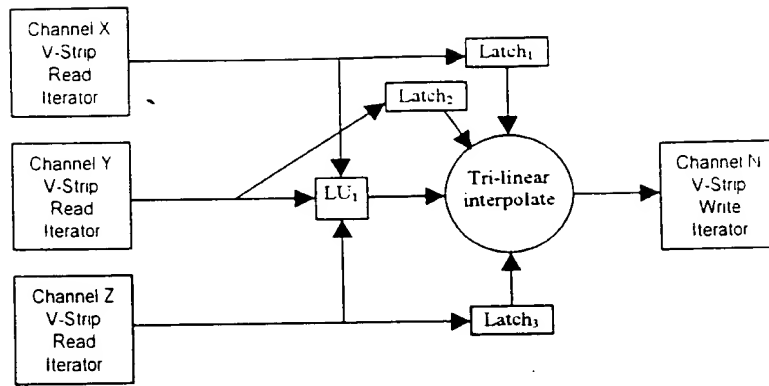 Channel X
V-Strip
Read
Iterator
Latch₁
Latch₂
Channel Y
V-Strip
Read
Iterator
LU₁
Tri-linear
interpolate
Channel N
V-Strip
Write
Iterator
Channel Z
V-Strip
Read
Iterator
Latch₃